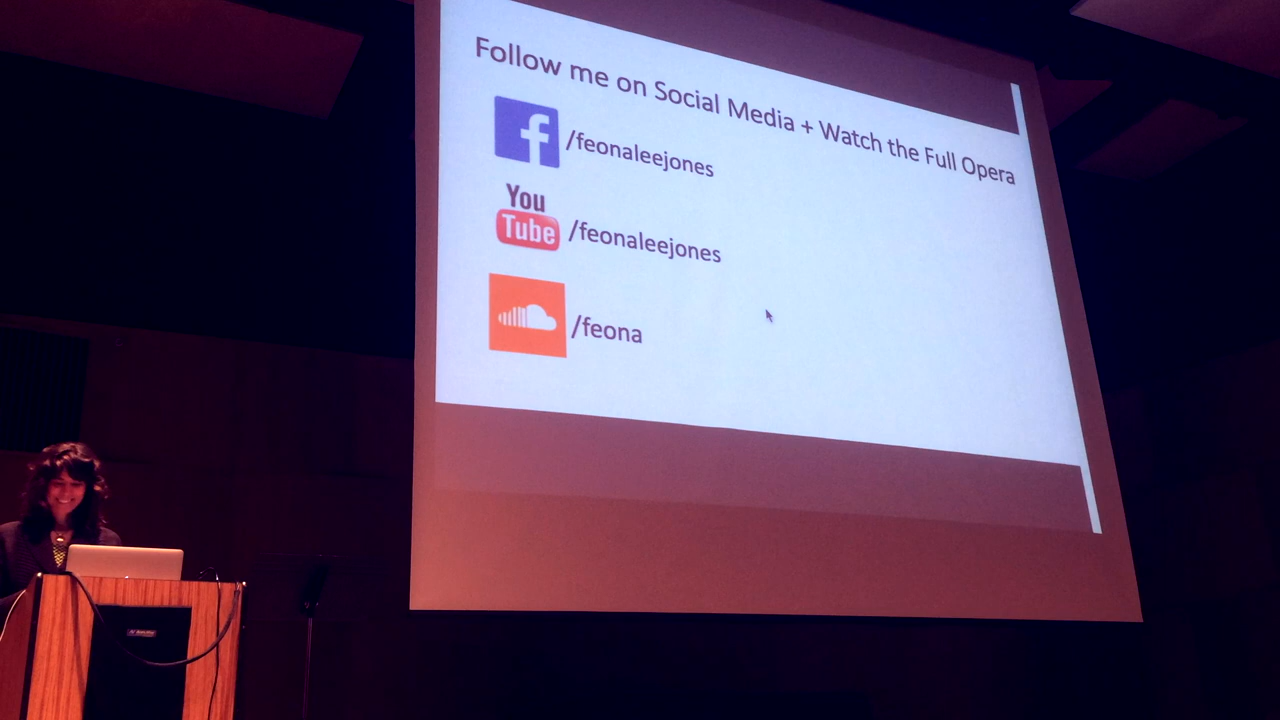 Follow me on Social Media + Watch the Full Opera
f /feonaleejones
You
Tube /feonaleejones
/feona